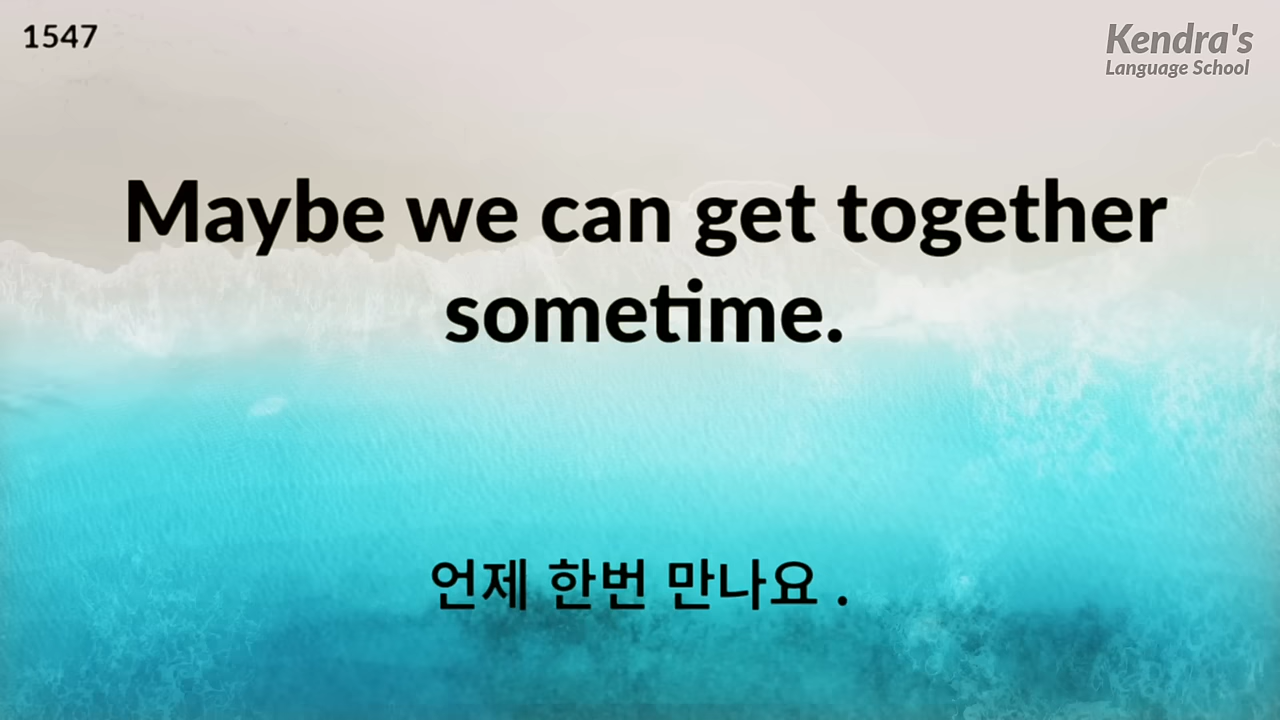 1547
Kendra's
Language School
Maybe we can get together
sometime.
언제 한번 만나요 .